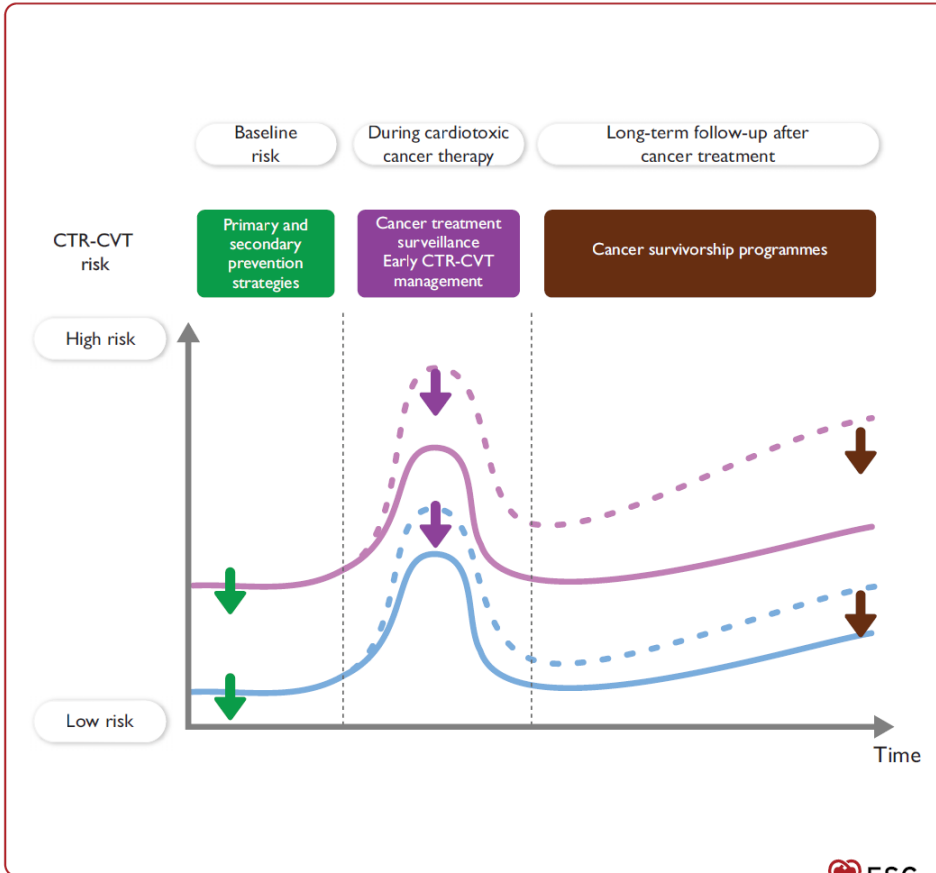 Baseline
risk
During cardiotoxic
cancer therapy
Long-term follow-up after
cancer treatment
CTR-CVT
risk
Primary and
secondary
prevention
strategies
Cancer treatment
surveillance
Early CTR-CVT
management
Cancer survivorship programmes
High risk
Low risk
Time
ESC